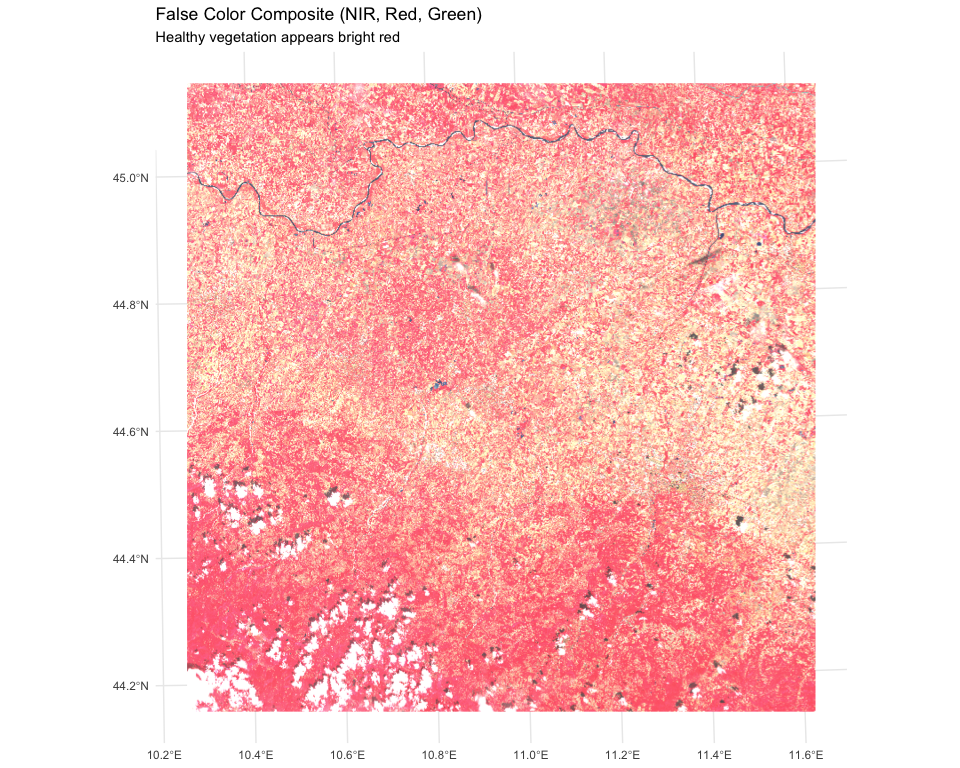 False Color Composite (NIR, Red, Green)
Healthy vegetation appears bright red
45.0°N
44.8°N
44.6°N
44.4°N
44.2°N
10.2°E 10.4°E 10.6°E 10.8°E 11.0°E 11.2°E 11.4°E 11.6°E